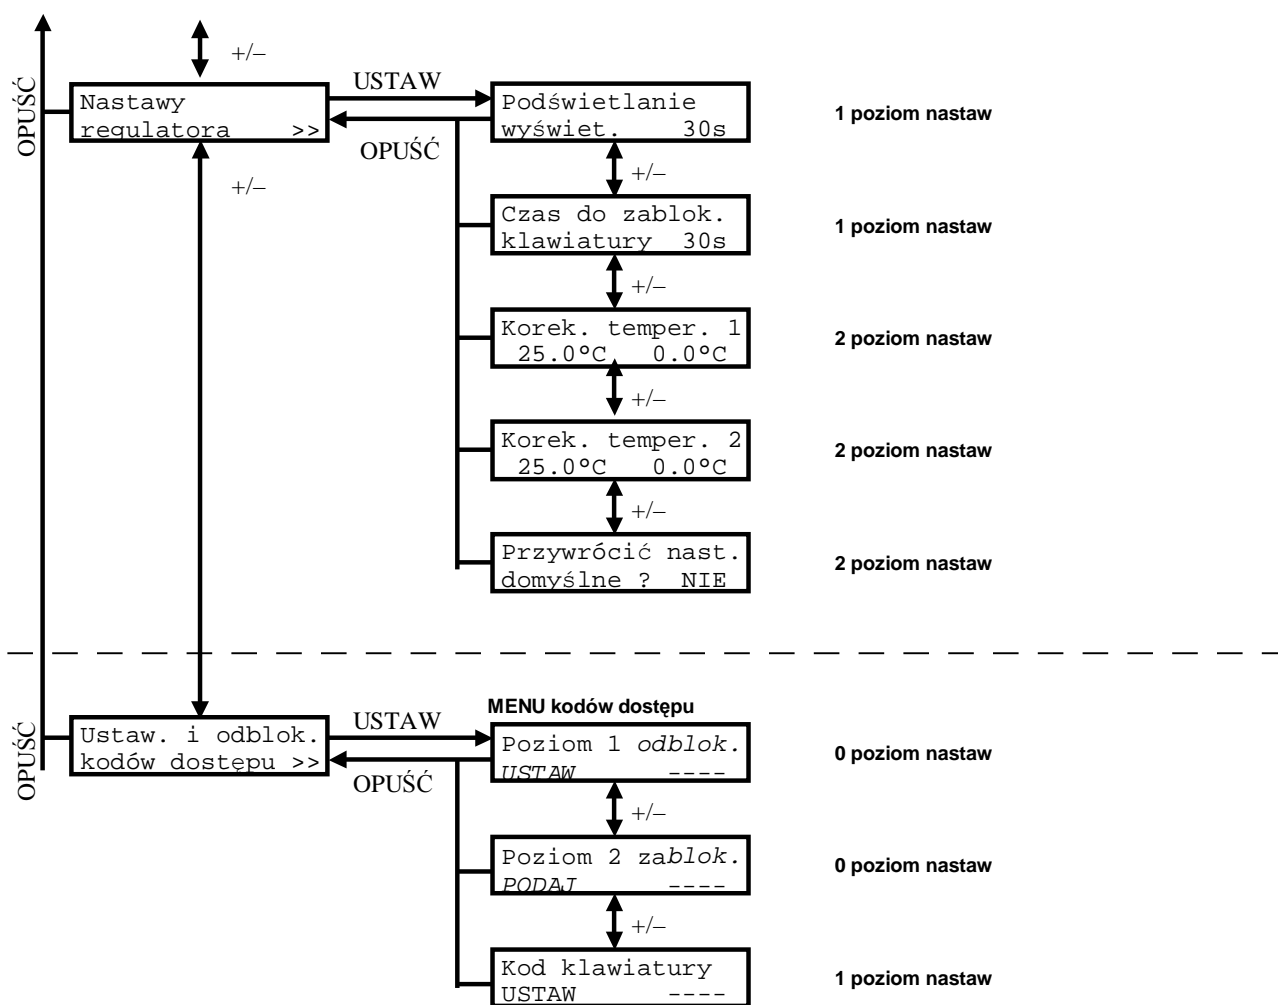 +/–
OPUŚĆ
USTAW
Nastawy
regulatora >>
OPUŚĆ
Podświetlanie
wyświet. 30s
1 poziom nastaw
+/–
+/–
Czas do zablok.
klawiatury 30s
1 poziom nastaw
+/–
Korek. temper. 1
25.0°C 0.0°C
2 poziom nastaw
+/–
Korek. temper. 2
25.0°C 0.0°C
2 poziom nastaw
+/–
Przywrócić nast.
domyślne ? NIE
2 poziom nastaw
MENU kodów dostępu
OPUŚĆ
USTAW
Ustaw. i odblok.
kodów dostępu >>
OPUŚĆ
Poziom 1 odblok.
USTAW ----
0 poziom nastaw
+/–
Poziom 2 zablok.
PODAJ ----
0 poziom nastaw
+/–
Kod klawiatury
USTAW ----
1 poziom nastaw